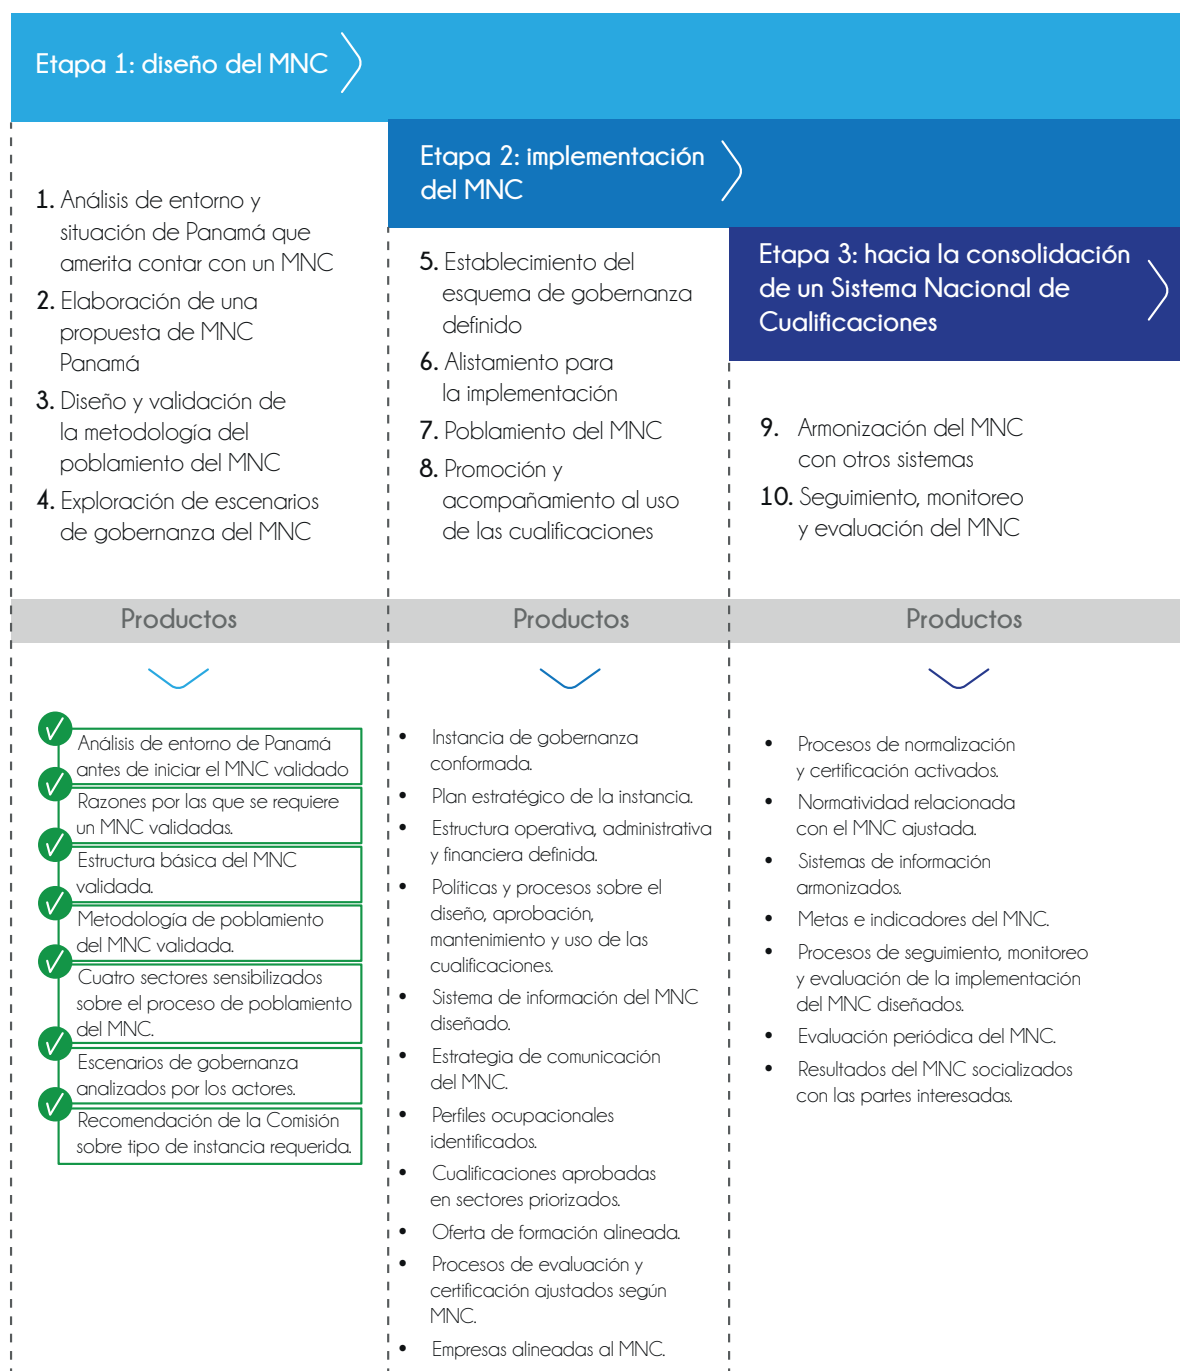 Etapa 1: diseño del MNC
1. Análisis de entorno y
situación de Panamá que
amerita contar con un MNC
2. Elaboración de una
propuesta de MNC
Panamá
3. Diseño y validación de
la metodología del
poblamiento del MNC
4. Exploración de escenarios
de gobernanza del MNC
Etapa 2: implementación
del MNC
5. Establecimiento del
esquema de gobernanza
definido
6. Alistamiento para
la implementación
7. Poblamiento del MNC
8. Promoción y
acompañamiento al uso
de las cualificaciones
Etapa 3: hacia la consolidación
de un Sistema Nacional de
Cualificaciones
9. Armonización del MNC
con otros sistemas
10. Seguimiento, monitoreo
y evaluación del MNC
Productos
Análisis de entorno de Panamá
antes de iniciar el MNC validado
Razones por las que se requiere
un MNC validadas.
Estructura básica del MNC
validada.
Metodología de poblamiento
del MNC validada.
Cuatro sectores sensibilizados
sobre el proceso de poblamiento
del MNC.
Escenarios de gobernanza
analizados por los actores.
Recomendación de la Comisión
sobre tipo de instancia requerida.
Productos
• Instancia de gobernanza
conformada.
• Plan estratégico de la instancia.
• Estructura operativa, administrativa
y financiera definida.
• Políticas y procesos sobre el
diseño, aprobación,
mantenimiento y uso de las
cualificaciones.
• Sistema de información del MNC
diseñado.
• Estrategia de comunicación
del MNC.
• Perfiles ocupacionales
identificados.
• Cualificaciones aprobadas
en sectores priorizados.
• Oferta de formación alineada.
• Procesos de evaluación y
certificación ajustados según
MNC.
• Empresas alineadas al MNC.
Productos
• Procesos de normalización
y certificación activados.
• Normatividad relacionada
con el MNC ajustada.
• Sistemas de información
armonizados.
• Metas e indicadores del MNC.
• Procesos de seguimiento, monitoreo
y evaluación de la implementación
del MNC diseñados.
• Evaluación periódica del MNC.
• Resultados del MNC socializados
con las partes interesadas.